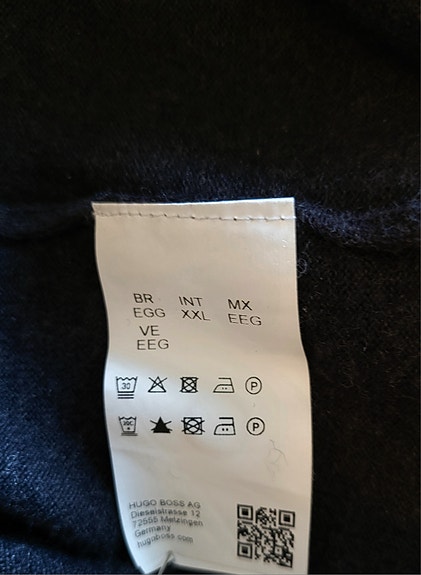 BR INT MX
EGG XXL EEG
VE
EEG
30 P
30C P
HUGO BOSS AG
Dieselstrasse 12
72555 Metzingen
Germany
hugoboss.com